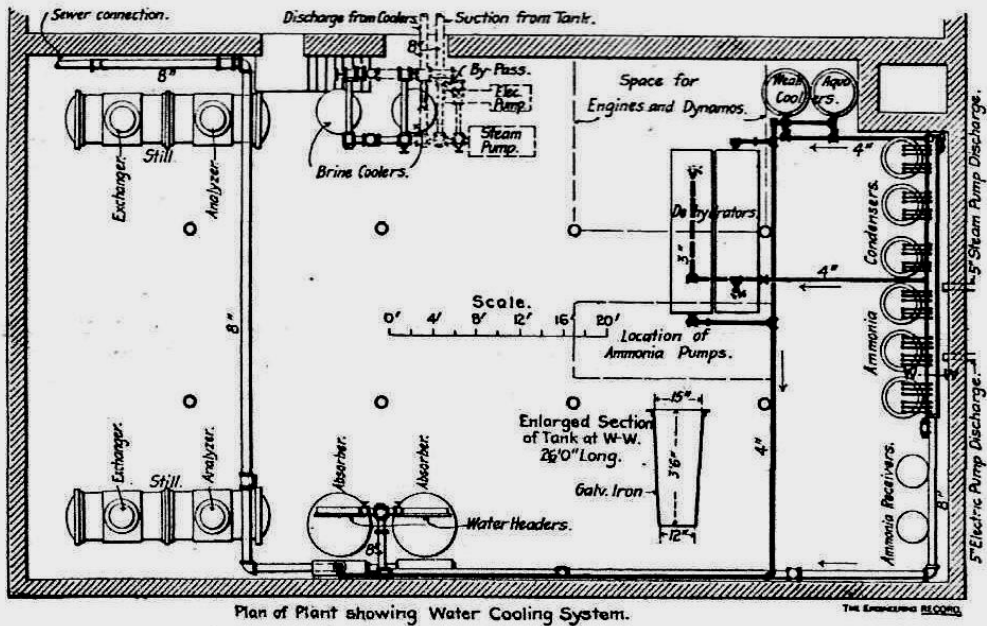 Sewer connection.
Discharge from Coolers.
Suction from Tank.
8"
8"
By-Pass.
Elec.
Pump
Steam
Pump.
Brine Coolers.
Space for
Engines and Dynamos.
Weak Aqua
Coolers.
4"
Still.
Exchanger.
Analyzer.
Dehydrators.
3"
4"
Condensers.
Ammonia
5" Steam Pump Discharge.
8"
Scale.
0' 4' 8' 12' 16' 20'
Location of
Ammonia Pumps.
15"
Enlarged Section
of Tank at W-W.
26'0" Long.
3'6"
Galv. Iron
12"
4"
Exchanger.
Analyzer.
Still.
Absorber.
Absorber.
Water Headers.
8"
Ammonia Receivers.
8"
5" Electric Pump Discharge.
Plan of Plant showing Water Cooling System.
THE ENGINEERING RECORD.